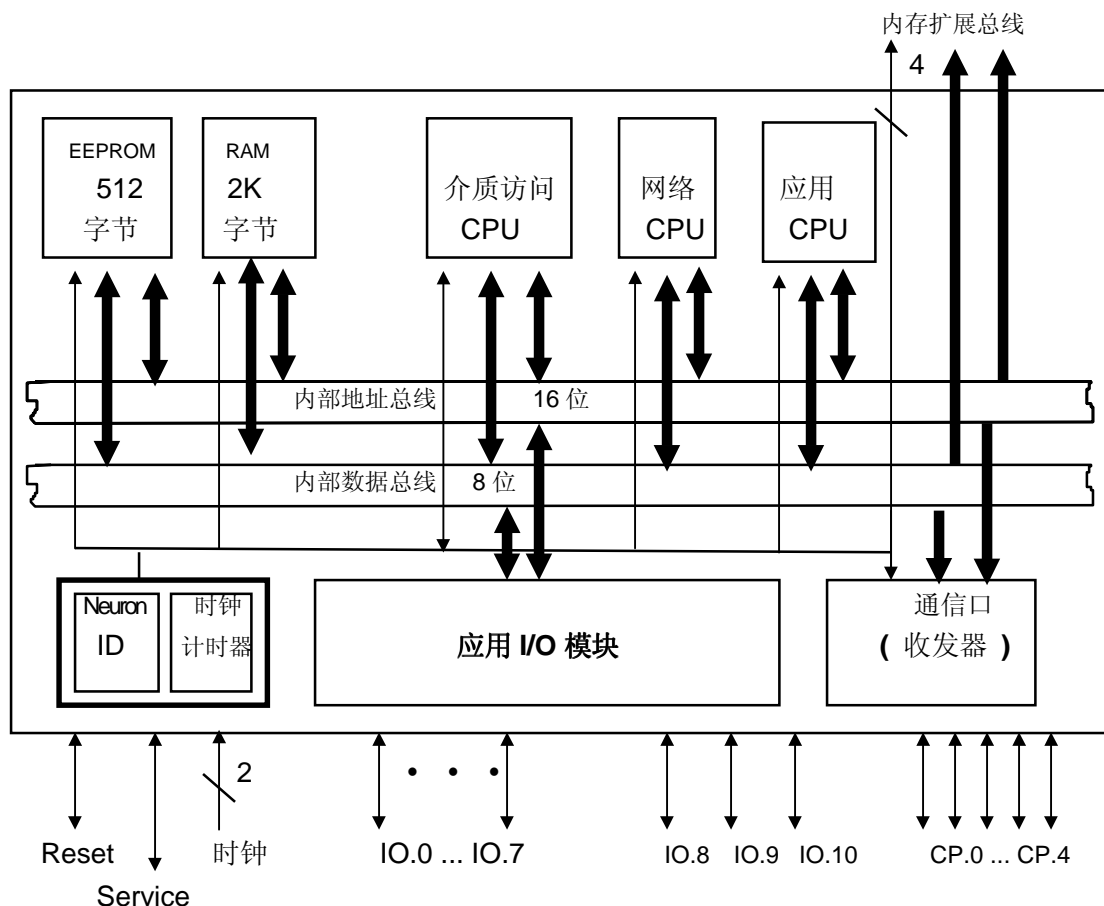 内存扩展总线
4
EEPROM
512
字节
RAM
2K
字节
介质访问
CPU
网络
CPU
应用
CPU
内部地址总线 16 位
内部数据总线 8 位
Neuron
ID
时钟
计时器
应用 I/O 模块
通信口
( 收发器 )
2
Reset
Service
时钟
IO.0 ... IO.7
IO.8
IO.9
IO.10
CP.0 ... CP.4